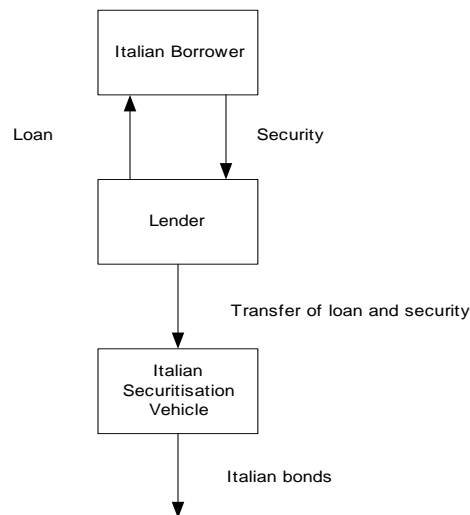 Italian Borrower
Loan
Security
Lender
Transfer of loan and security
Italian
Securitisation
Vehicle
Italian bonds